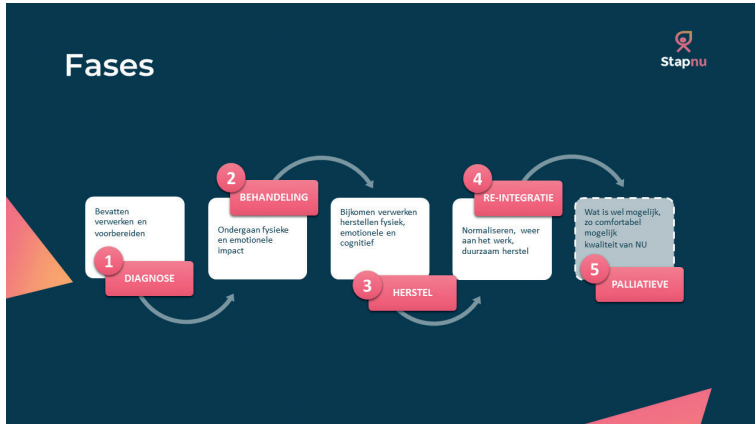 Fases
Stapnu
Bevatten
verwerken en
voorbereiden
1
DIAGNOSE
2
BEHANDELING
Ondergaan fysieke
en emotionele
impact
Bijkomen verwerken
herstellen fysiek,
emotionele en
cognitief
3
HERSTEL
4
RE-INTEGRATIE
Normaliseren, weer
aan het werk,
duurzaam herstel
Wat is wel mogelijk,
zo comfortabel
mogelijk
kwaliteit van NU
5
PALLIATIEVE